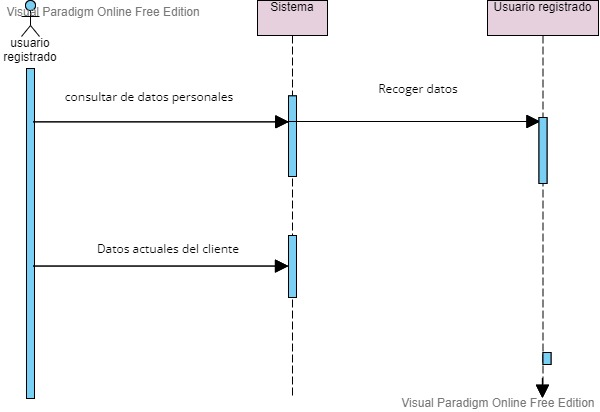 Visual Paradigm Online Free Edition
Sistema
Usuario registrado
usuario
registrado
consultar de datos personales
Recoger datos
Datos actuales del cliente
Visual Paradigm Online Free Edition